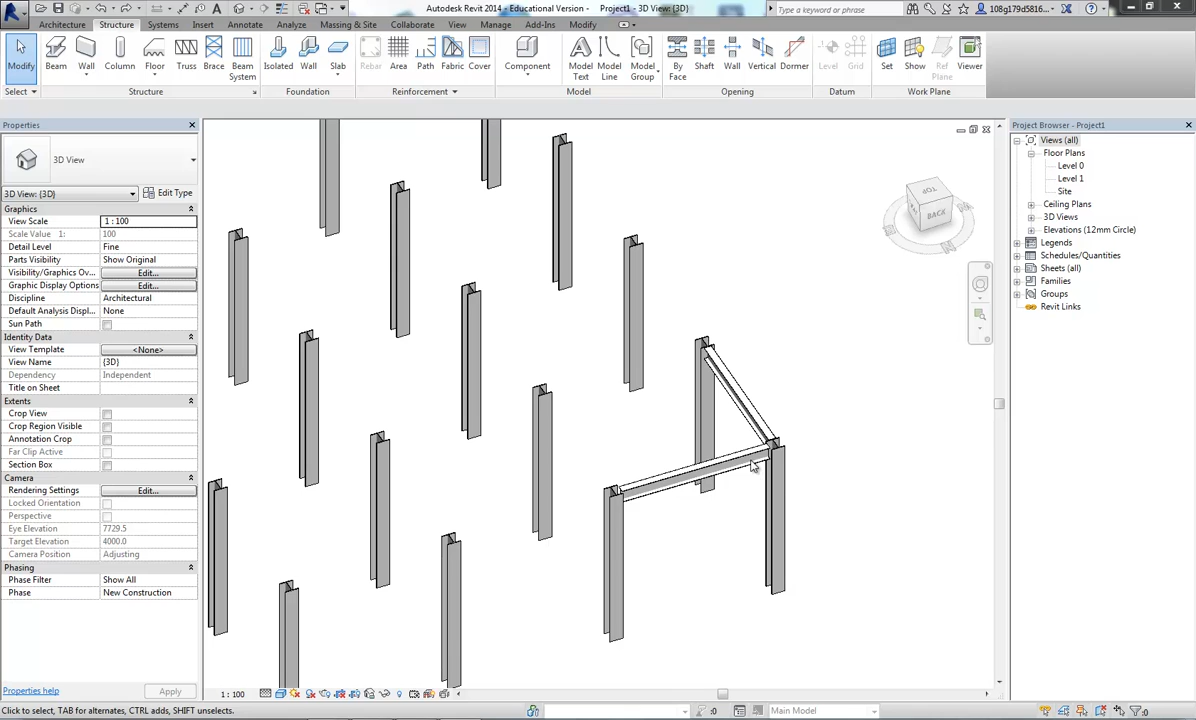 Autodesk Revit 2014 - Educational Version - Project1 - 3D View: {3D}
Type a keyword or phrase
108g179d5816...
Architecture Structure Systems Insert Annotate Analyze Massing & Site Collaborate View Manage Add-Ins Modify
Modify Beam Wall Column Floor Truss Brace Beam System Isolated Wall Slab Rebar Area Path Fabric Cover Component Model Text Model Line Model Group By Face Shaft Wall Vertical Dormer Level Grid Set Show Ref Plane Viewer
Select Structure Foundation Reinforcement Model Opening Datum Work Plane
Properties
3D View
3D View: {3D} Edit Type
Graphics
View Scale 1 : 100
Scale Value 1: 100
Detail Level Fine
Parts Visibility Show Original
Visibility/Graphics Ov... Edit...
Graphic Display Options Edit...
Discipline Architectural
Default Analysis Displ... None
Sun Path
Identity Data
View Template <None>
View Name {3D}
Dependency Independent
Title on Sheet
Extents
Crop View
Crop Region Visible
Annotation Crop
Far Clip Active
Section Box
Camera
Rendering Settings Edit...
Locked Orientation
Perspective
Eye Elevation 7729.5
Target Elevation 4000.0
Camera Position Adjusting
Phasing
Phase Filter Show All
Phase New Construction
Properties help Apply
TOP
BACK
Project Browser - Project1
Views (all)
Floor Plans
Level 0
Level 1
Site
Ceiling Plans
3D Views
Elevations (12mm Circle)
Legends
Schedules/Quantities
Sheets (all)
Families
Groups
Revit Links
1 : 100
Click to select, TAB for alternates, CTRL adds, SHIFT unselects.
:0
Main Model
:0